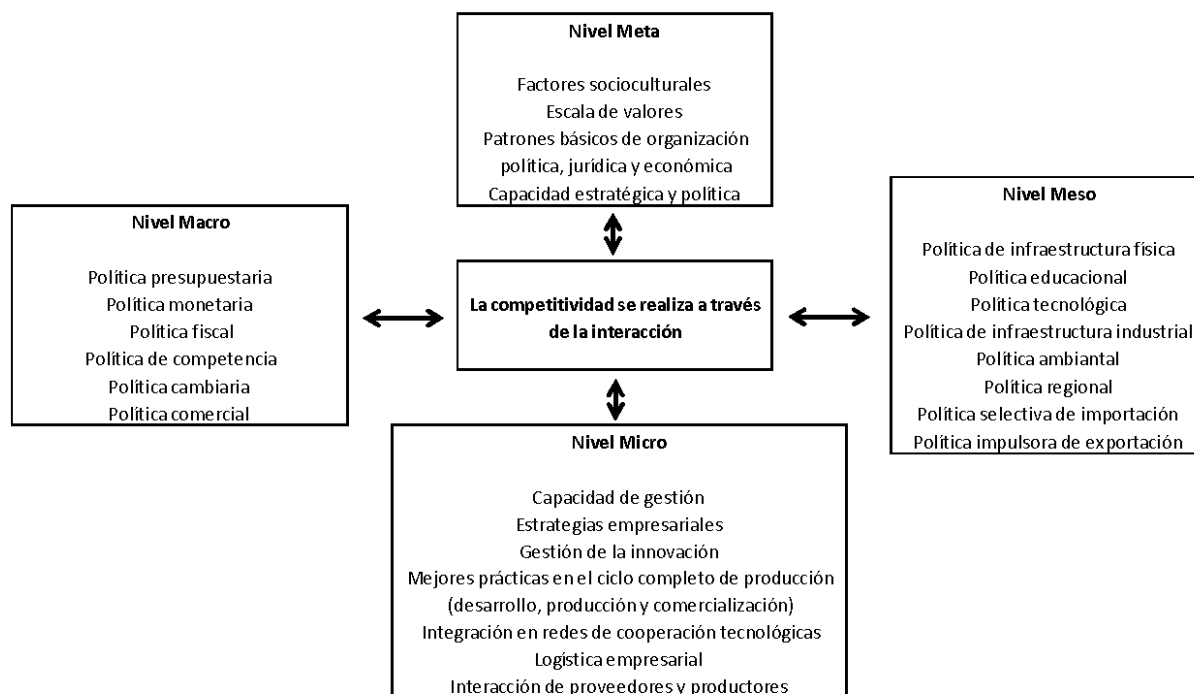 Nivel Meta
Factores socioculturales
Escala de valores
Patrones básicos de organización
política, jurídica y económica
Capacidad estratégica y política
Nivel Macro
Política presupuestaria
Política monetaria
Política fiscal
Política de competencia
Política cambiaria
Política comercial
La competitividad se realiza a través
de la interacción
Nivel Meso
Política de infraestructura física
Política educacional
Política tecnológica
Política de infraestructura industrial
Política ambiantal
Política regional
Política selectiva de importación
Política impulsora de exportación
Nivel Micro
Capacidad de gestión
Estrategias empresariales
Gestión de la innovación
Mejores prácticas en el ciclo completo de producción
(desarrollo, producción y comercialización)
Integración en redes de cooperación tecnológicas
Logística empresarial
Interacción de proveedores y productores